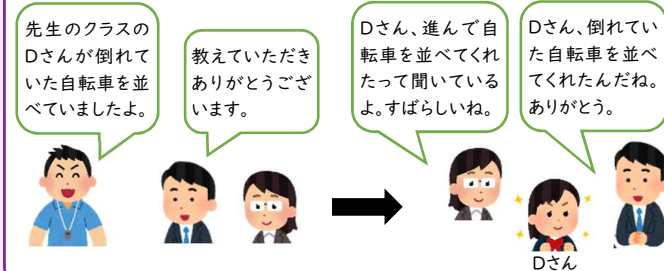 先生のクラスの
Dさんが倒れて
いた自転車を並
べていましたよ。
教えていただき
ありがとうござ
います。
Dさん、進んで自
転車を並べてくれ
たって聞いている
よ。すばらしいね。
Dさん、倒れてい
た自転車を並べ
てくれたんだね。
ありがとう。
Dさん